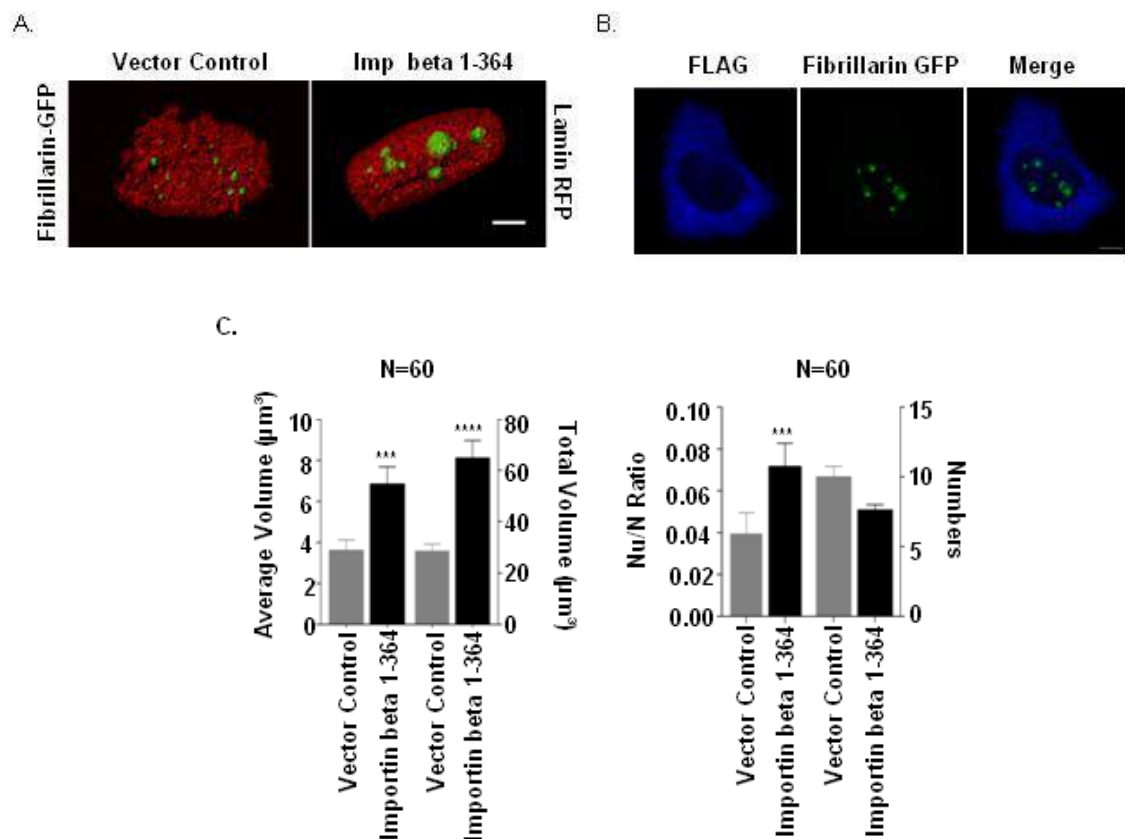 A.
Vector Control
Imp beta 1-364
Fibrillarin-GFP
Lamin RFP
B.
FLAG
Fibrillarin GFP
Merge
C.
N=60
Average Volume (µm³)
10
8
6
4
2
0
***
****
80
60
40
20
0
Total Volume (µm³)
Vector Control
Importin beta 1-364
Vector Control
Importin beta 1-364
N=60
Nu/N Ratio
0.10
0.08
0.06
0.04
0.02
0.00
***
15
10
5
0
Numbers
Vector Control
Importin beta 1-364
Vector Control
Importin beta 1-364